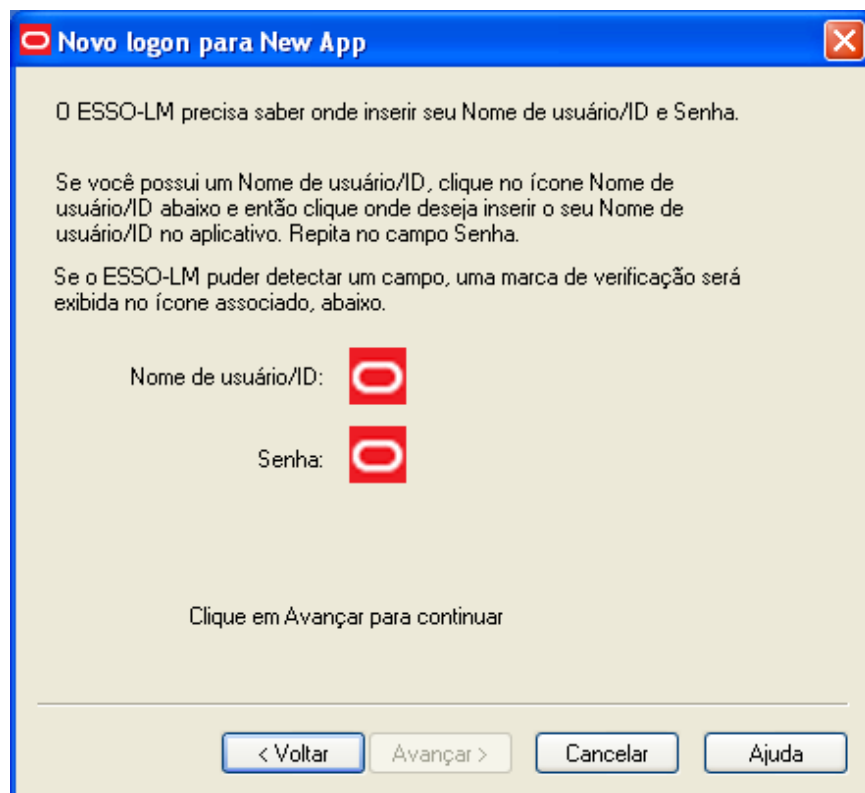 Novo logon para New App
O ESSO-LM precisa saber onde inserir seu Nome de usuário/ID e Senha.
Se você possui um Nome de usuário/ID, clique no ícone Nome de
usuário/ID abaixo e então clique onde deseja inserir o seu Nome de
usuário/ID no aplicativo. Repita no campo Senha.
Se o ESSO-LM puder detectar um campo, uma marca de verificação será
exibida no ícone associado, abaixo.
Nome de usuário/ID:
Senha:
Clique em Avançar para continuar
< Voltar Avançar > Cancelar Ajuda